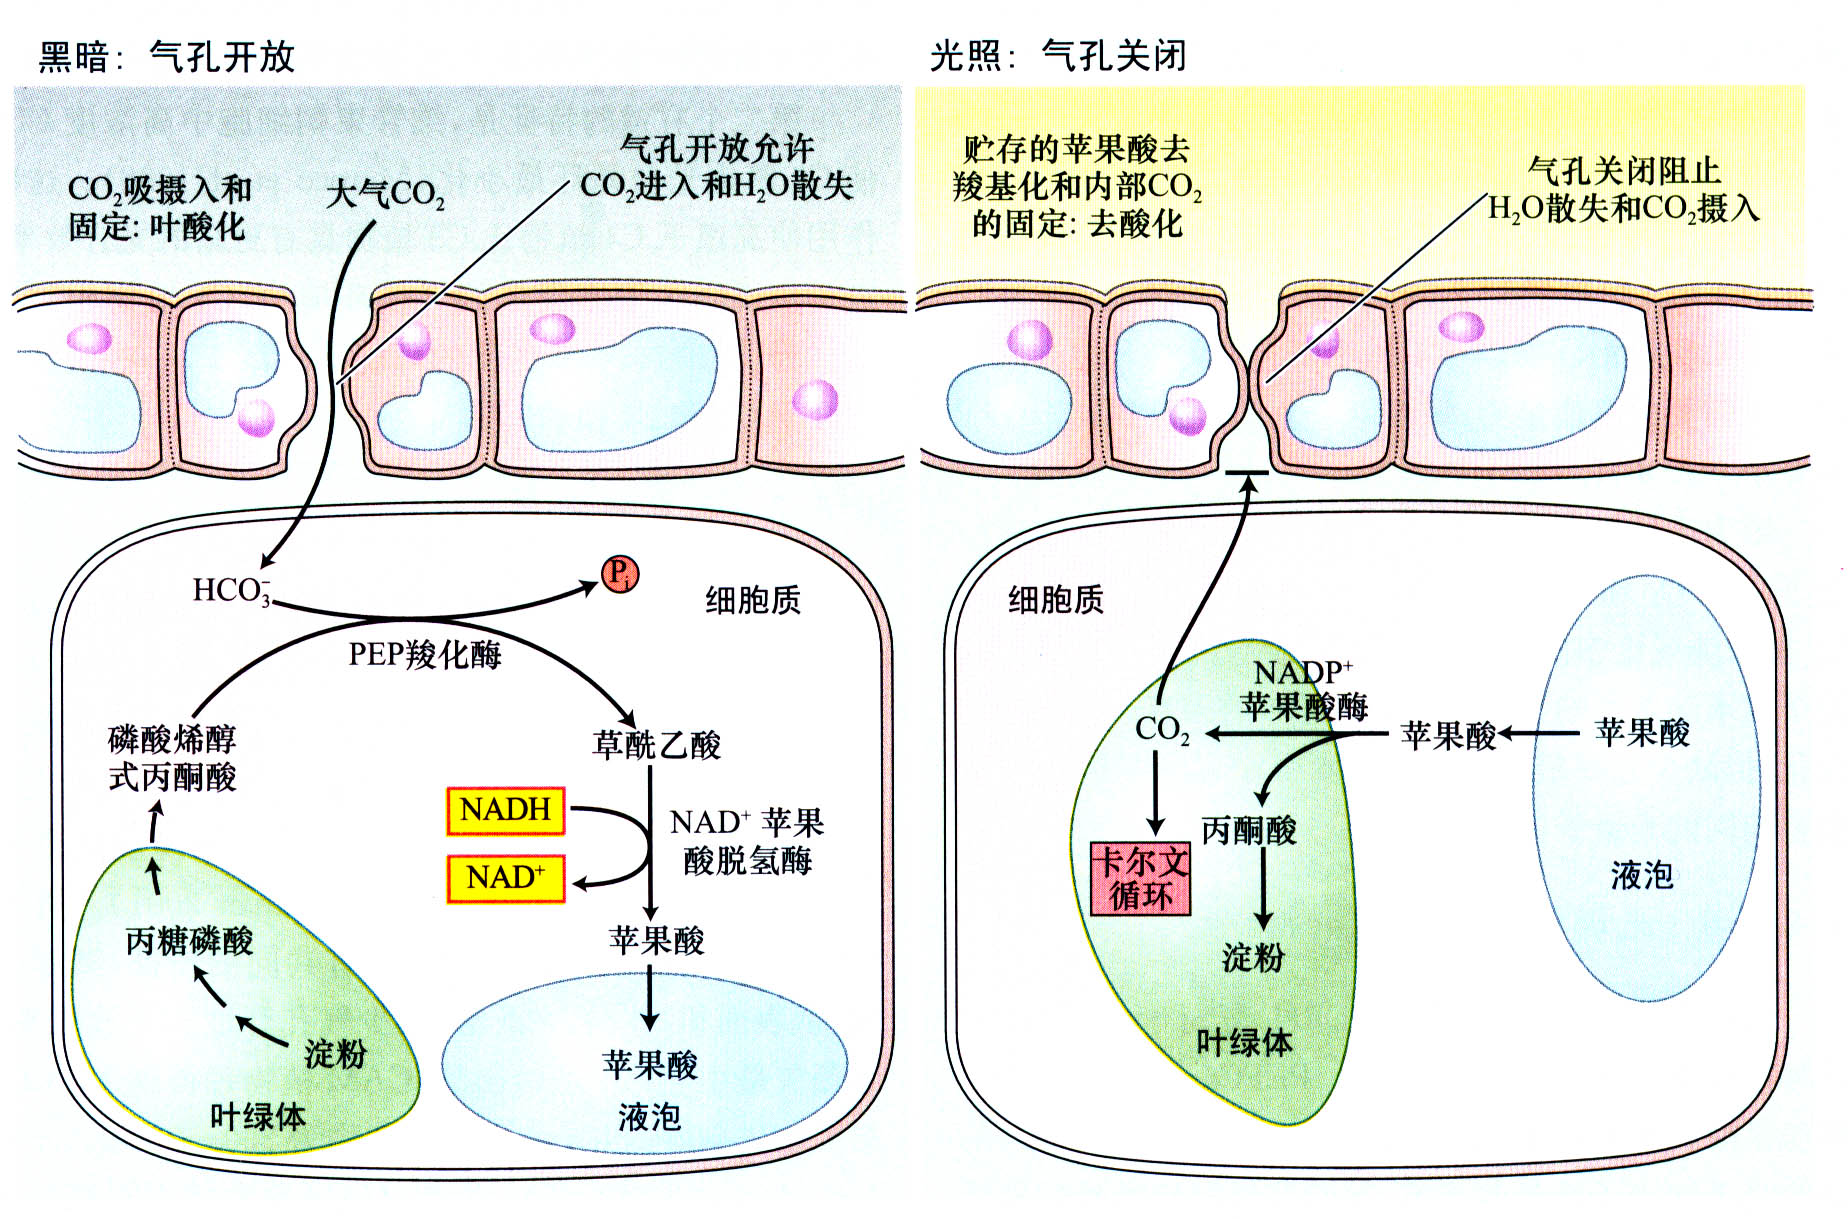 黑暗：气孔开放
CO₂吸摄入和
固定: 叶酸化
大气CO₂
气孔开放允许
CO₂进入和H₂O散失
HCO₃⁻
Pi
细胞质
PEP羧化酶
磷酸烯醇
式丙酮酸
草酰乙酸
NADH
NAD⁺
NAD⁺ 苹果
酸脱氢酶
丙糖磷酸
苹果酸
淀粉
叶绿体
苹果酸
液泡
光照：气孔关闭
贮存的苹果酸去
羧基化和内部CO₂
的固定: 去酸化
气孔关闭阻止
H₂O散失和CO₂摄入
细胞质
NADP⁺
苹果酸酶
CO₂
苹果酸
苹果酸
丙酮酸
卡尔文
循环
液泡
淀粉
叶绿体